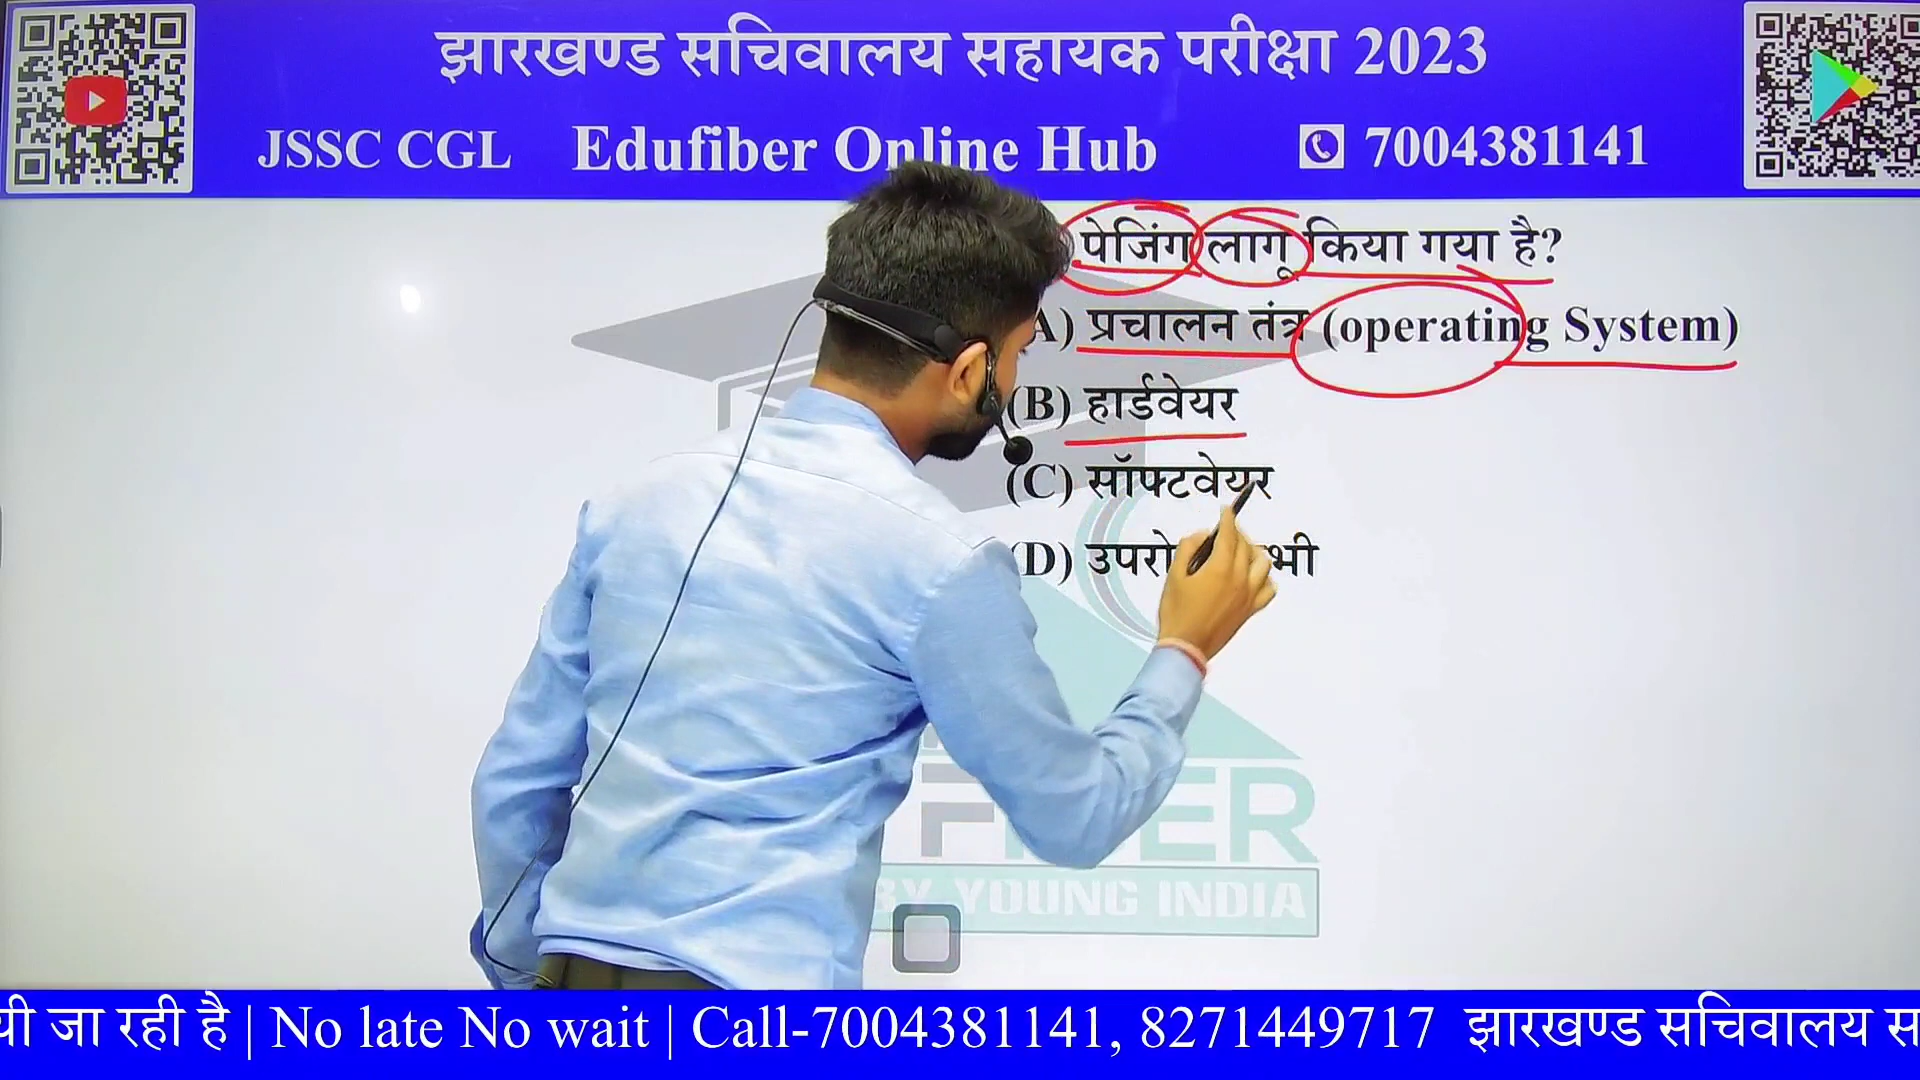 झारखण्ड सचिवालय सहायक परीक्षा 2023
JSSC CGL Edufiber Online Hub 7004381141
पेजिंग लागू किया गया है?
A) प्रचालन तंत्र (operating System)
(B) हार्डवेयर
(C) सॉफ्टवेयर
(D)
BY YOUNG INDIA
जा रही है | No late No wait | Call-7004381141, 8271449717 झारखण्ड सचिवालय